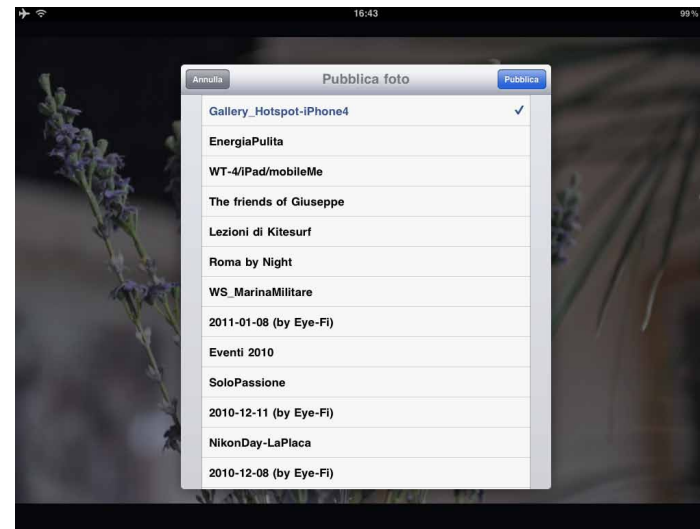 16:43
99%
Annulla
Pubblica foto
Pubblica
Gallery_Hotspot-iPhone4
EnergiaPulita
WT-4/iPad/mobileMe
The friends of Giuseppe
Lezioni di Kitesurf
Roma by Night
WS_MarinaMilitare
2011-01-08 (by Eye-Fi)
Eventi 2010
SoloPassione
2010-12-11 (by Eye-Fi)
NikonDay-LaPlaca
2010-12-08 (by Eye-Fi)